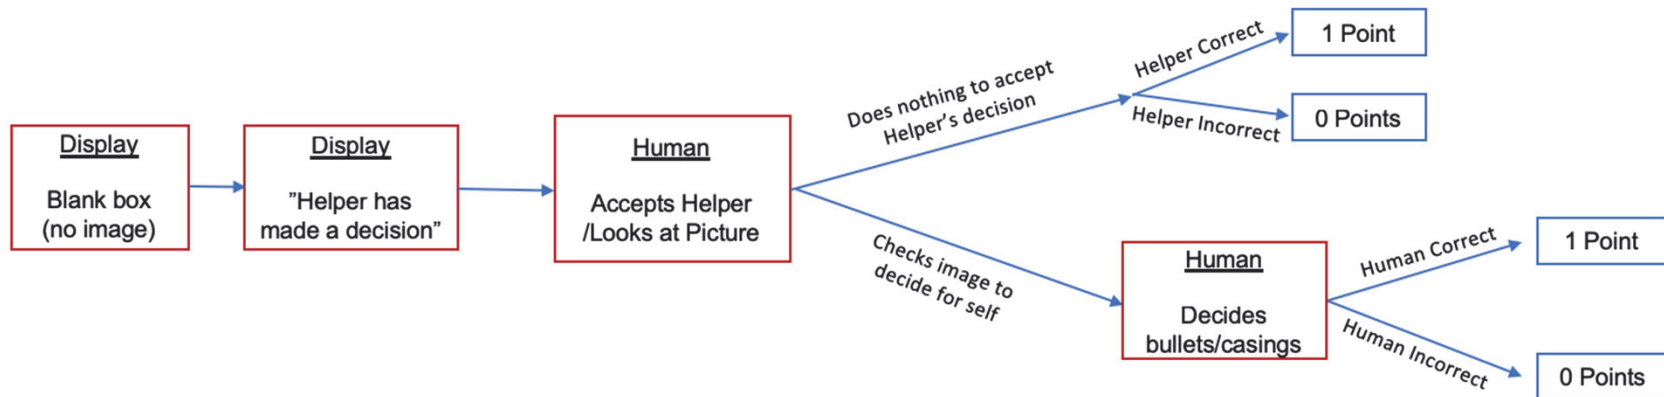 Display
Blank box
(no image)
Display
”Helper has
made a decision”
Human
Accepts Helper
/Looks at Picture
Does nothing to accept
Helper’s decision
Helper Correct
1 Point
Helper Incorrect
0 Points
Checks image to
decide for self
Human
Decides
bullets/casings
Human Correct
1 Point
Human Incorrect
0 Points